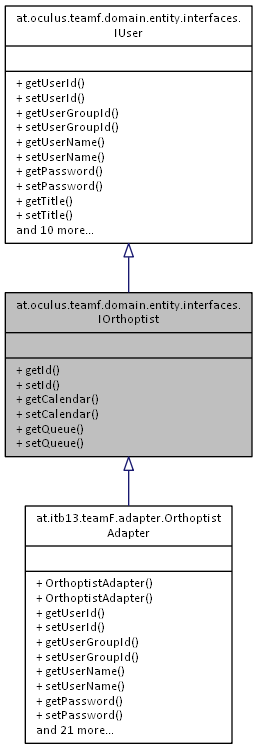 at.oculus.teamf.domain.entity.interfaces.
IUser
+ getUserId()
+ setUserId()
+ getUserGroupId()
+ setUserGroupId()
+ getUserName()
+ setUserName()
+ getPassword()
+ setPassword()
+ getTitle()
+ setTitle()
and 10 more...
at.oculus.teamf.domain.entity.interfaces.
IOrthoptist
+ getId()
+ setId()
+ getCalendar()
+ setCalendar()
+ getQueue()
+ setQueue()
at.itb13.teamF.adapter.Orthoptist
Adapter
+ OrthoptistAdapter()
+ OrthoptistAdapter()
+ getUserId()
+ setUserId()
+ getUserGroupId()
+ setUserGroupId()
+ getUserName()
+ setUserName()
+ getPassword()
+ setPassword()
and 21 more...